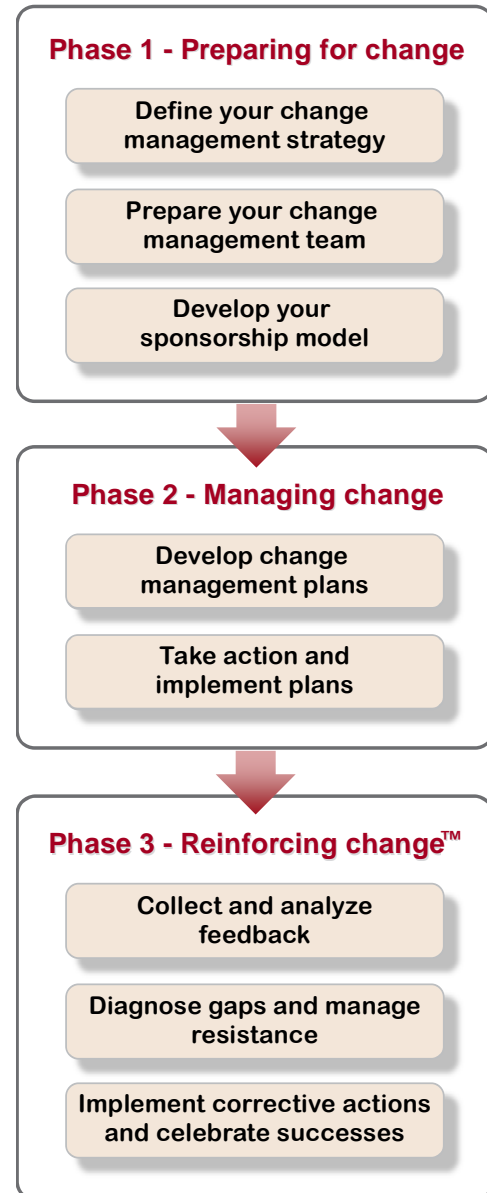 Phase 1 - Preparing for change
Define your change
management strategy
Prepare your change
management team
Develop your
sponsorship model
Phase 2 - Managing change
Develop change
management plans
Take action and
implement plans
Phase 3 - Reinforcing change™
Collect and analyze
feedback
Diagnose gaps and manage
resistance
Implement corrective actions
and celebrate successes